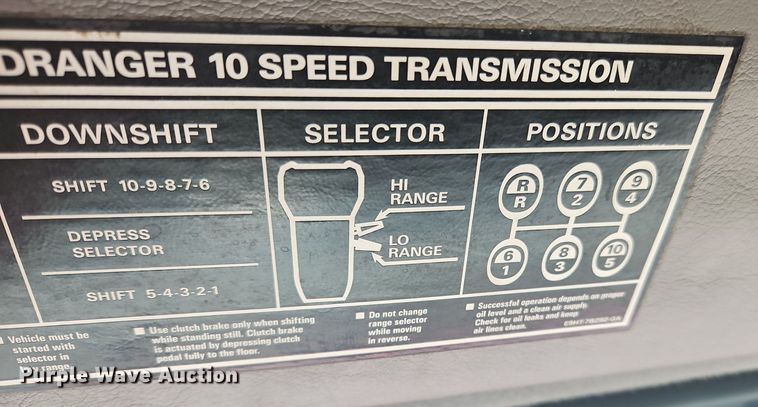 DRANGER 10 SPEED TRANSMISSION
DOWNSHIFT
SHIFT 10-9-8-7-6
DEPRESS
SELECTOR
SHIFT 5-4-3-2-1
SELECTOR
HI
RANGE
LO
RANGE
POSITIONS
R 7 9
R 2 4
6 8 10
1 3 5
■ Vehicle must be
started with
selector in
range.
■ Use clutch brake only when shifting
while standing still. Clutch brake
is actuated by depressing clutch
pedal fully to the floor.
■ Do not change
range selector
while moving
in reverse.
■ Successful operation depends on proper
oil level and a clean air supply.
Check for oil leaks and keep
air lines clean.
Purple Wave Auction